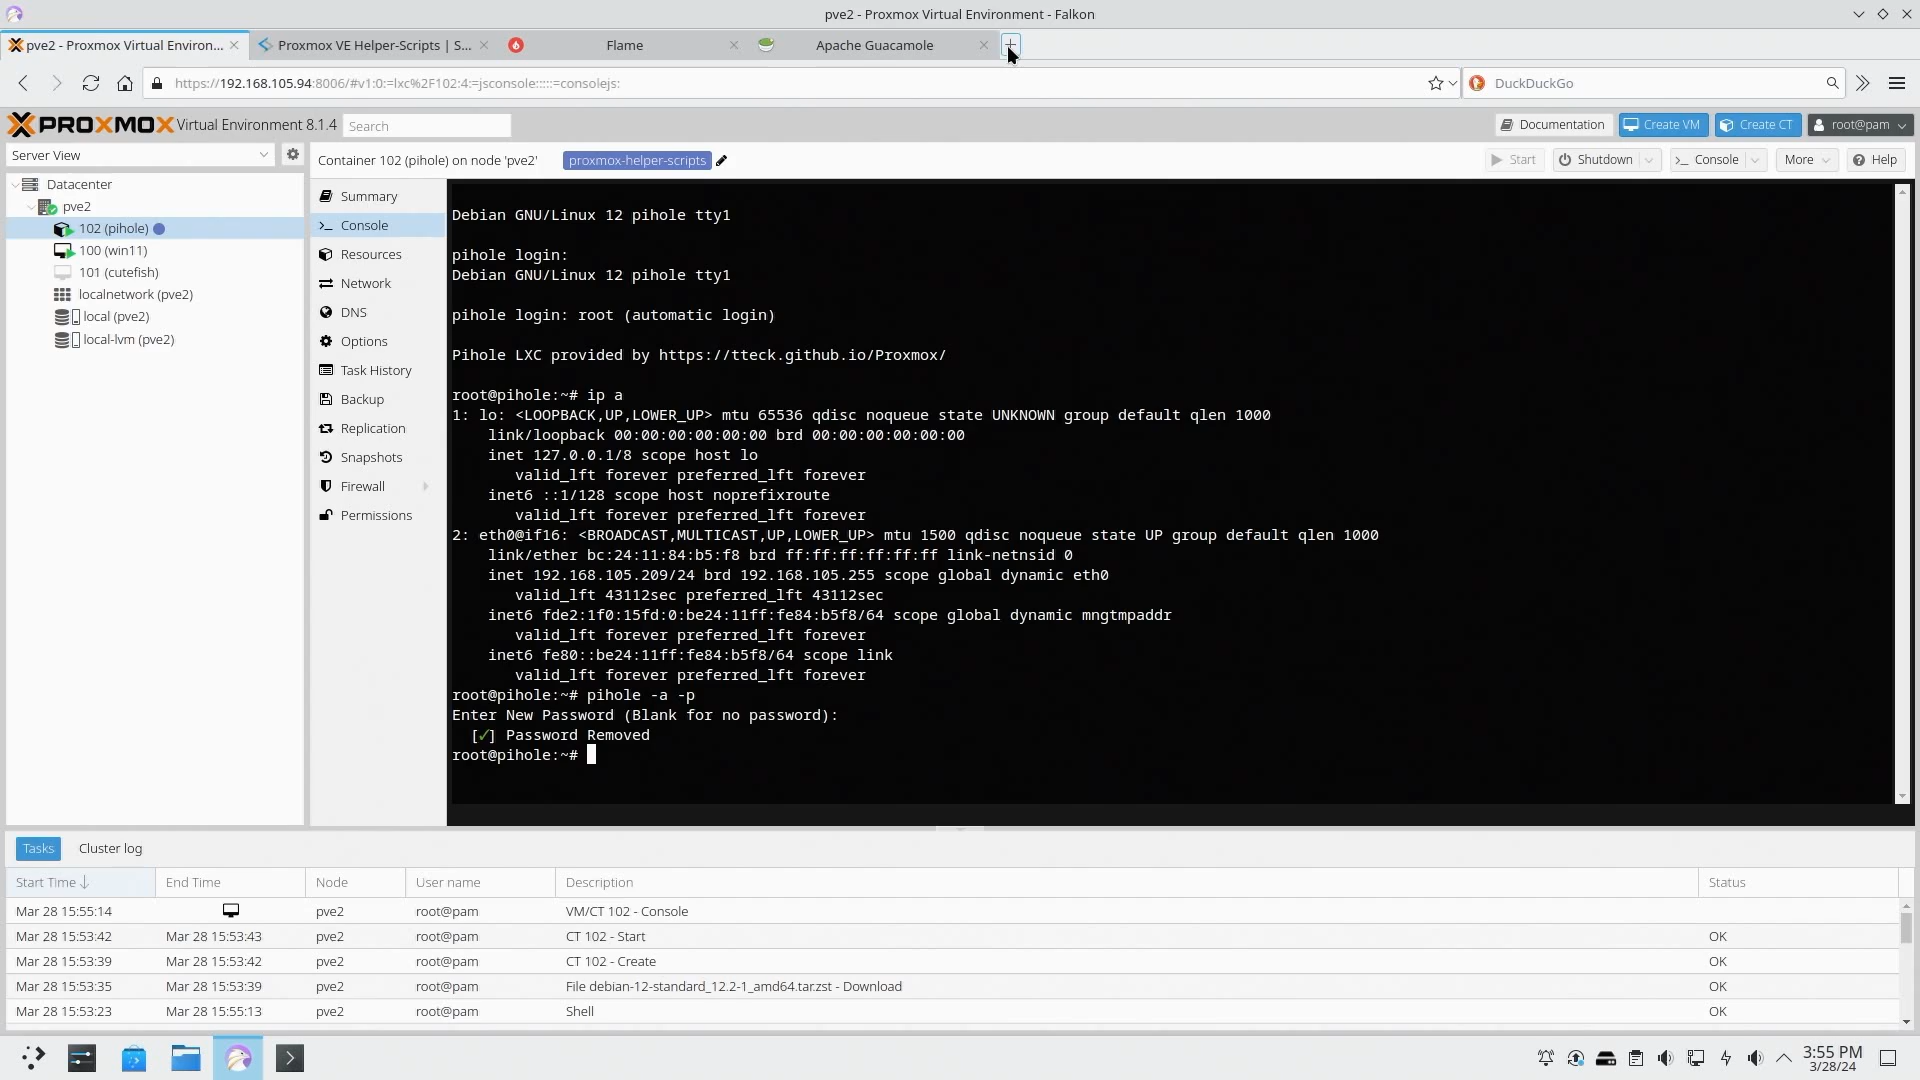 pve2 - Proxmox Virtual Environment - Falkon
pve2 - Proxmox Virtual Environ...
Proxmox VE Helper-Scripts | S...
Flame
Apache Guacamole
https://192.168.105.94:8006/#v1:0:=lxc%2F102:4:=jsconsole:::::=consolejs:
DuckDuckGo
PROXMOX Virtual Environment 8.1.4
Search
Documentation
Create VM
Create CT
root@pam
Server View
Container 102 (pihole) on node 'pve2'
proxmox-helper-scripts
Start
Shutdown
Console
More
Help
Datacenter
pve2
102 (pihole)
100 (win11)
101 (cutefish)
localnetwork (pve2)
local (pve2)
local-lvm (pve2)
Summary
Console
Resources
Network
DNS
Options
Task History
Backup
Replication
Snapshots
Firewall
Permissions
Debian GNU/Linux 12 pihole tty1
pihole login:
Debian GNU/Linux 12 pihole tty1
pihole login: root (automatic login)
Pihole LXC provided by https://tteck.github.io/Proxmox/
root@pihole:~# ip a
1: lo: <LOOPBACK,UP,LOWER_UP> mtu 65536 qdisc noqueue state UNKNOWN group default qlen 1000
link/loopback 00:00:00:00:00:00 brd 00:00:00:00:00:00
inet 127.0.0.1/8 scope host lo
valid_lft forever preferred_lft forever
inet6 ::1/128 scope host noprefixroute
valid_lft forever preferred_lft forever
2: eth0@if16: <BROADCAST,MULTICAST,UP,LOWER_UP> mtu 1500 qdisc noqueue state UP group default qlen 1000
link/ether bc:24:11:84:b5:f8 brd ff:ff:ff:ff:ff:ff link-netnsid 0
inet 192.168.105.209/24 brd 192.168.105.255 scope global dynamic eth0
valid_lft 43112sec preferred_lft 43112sec
inet6 fde2:1f0:15fd:0:be24:11ff:fe84:b5f8/64 scope global dynamic mngtmpaddr
valid_lft forever preferred_lft forever
inet6 fe80::be24:11ff:fe84:b5f8/64 scope link
valid_lft forever preferred_lft forever
root@pihole:~# pihole -a -p
Enter New Password (Blank for no password):
[✓] Password Removed
root@pihole:~#
Tasks
Cluster log
Start Time End Time Node User name Description Status
Mar 28 15:55:14 pve2 root@pam VM/CT 102 - Console
Mar 28 15:53:42 Mar 28 15:53:43 pve2 root@pam CT 102 - Start OK
Mar 28 15:53:39 Mar 28 15:53:42 pve2 root@pam CT 102 - Create OK
Mar 28 15:53:35 Mar 28 15:53:39 pve2 root@pam File debian-12-standard_12.2-1_amd64.tar.zst - Download OK
Mar 28 15:53:23 Mar 28 15:55:13 pve2 root@pam Shell OK
3:55 PM
3/28/24